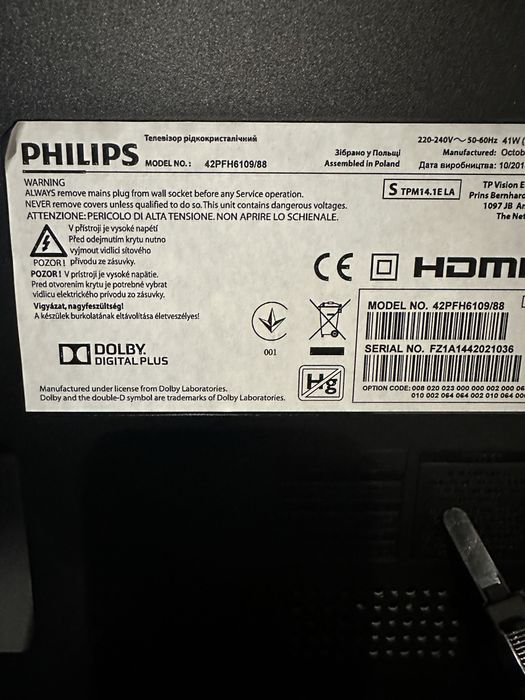 Телевізор рідкокристалічний
PHILIPS
MODEL NO.: 42PFH6109/88
Зібрано у Польщі
Assembled in Poland
220-240V~ 50-60Hz 41W (
Manufactured: Octob
Дата виробництва: 10/201
WARNING
ALWAYS remove mains plug from wall socket before any Service operation.
NEVER remove covers unless qualified to do so. This unit contains dangerous voltages.
ATTENZIONE: PERICOLO DI ALTA TENSIONE. NON APRIRE LO SCHIENALE.
S TPM14.1E LA
TP Vision E
Prins Bernhard
1097 JB Am
The Net
V přístroji je vysoké napětí
Před odejmutím krytu nutno
vyjmout vidlici síťového
POZOR ! přívodu ze zásuvky.
POZOR ! V prístroji je vysoké napätie.
Pred otvorením krytu je potrebné vybrat
vidlicu elektrického prívodu zo zásuvky.
Vigyázat, nagyfeszültség!
A készülek burkolatának eltávolítása életveszélyes!
CE
HDMI
001
DOLBY.
DIGITAL PLUS
Hg
MODEL NO. 42PFH6109/88
SERIAL NO. FZ1A1442021036
OPTION CODE: 008 020 023 000 000 002 000 06
010 002 064 064 002 010 064 00
Manufactured under license from Dolby Laboratories.
Dolby and the double-D symbol are trademarks of Dolby Laboratories.